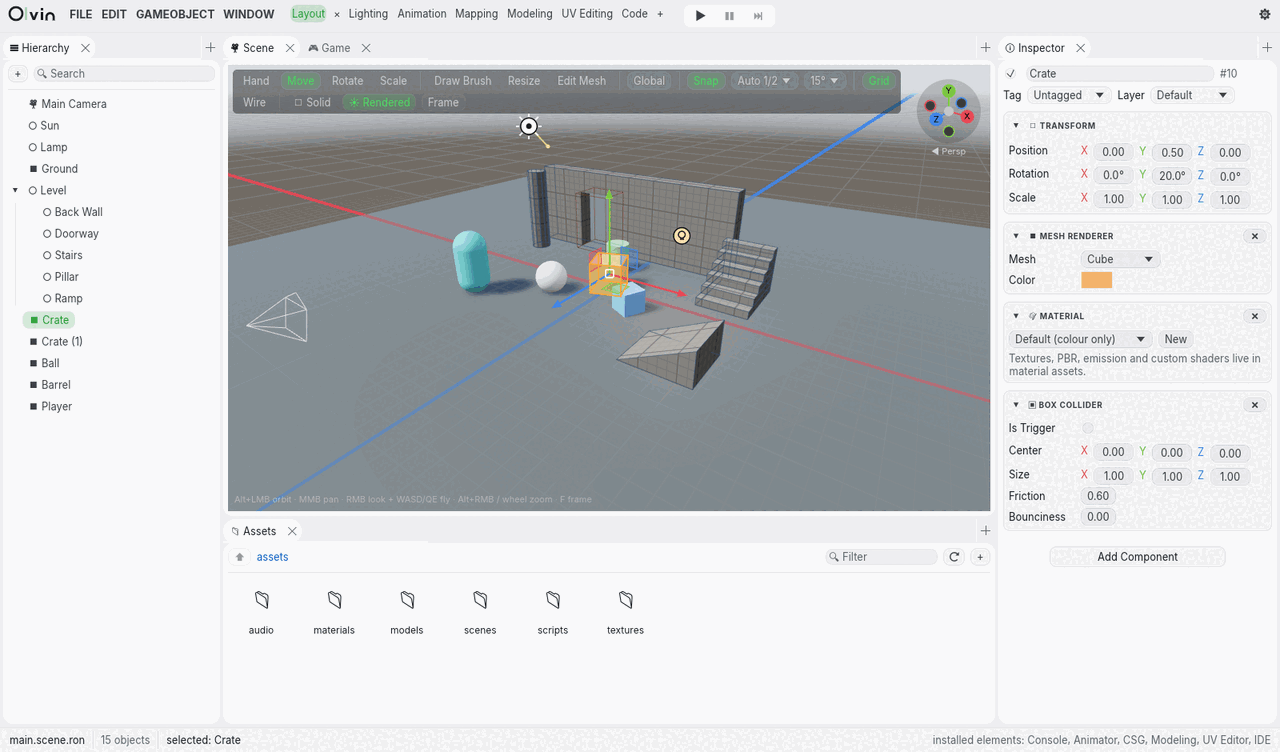 Olvin FILE EDIT GAMEOBJECT WINDOW Layout × Lighting Animation Mapping Modeling UV Editing Code +
Hierarchy
+ Search
Main Camera
Sun
Lamp
Ground
Level
Back Wall
Doorway
Stairs
Pillar
Ramp
Crate
Crate (1)
Ball
Barrel
Player
Scene Game
Hand Move Rotate Scale Draw Brush Resize Edit Mesh Global Snap Auto 1/2 15° Grid
Wire Solid Rendered Frame
Y
Z X
Persp
Alt+LMB orbit · MMB pan · RMB look + WASD/QE fly · Alt+RMB / wheel zoom · F frame
Assets
assets Filter
audio materials models scenes scripts textures
Inspector
Crate #10
Tag Untagged Layer Default
TRANSFORM
Position X 0.00 Y 0.50 Z 0.00
Rotation X 0.0° Y 20.0° Z 0.0°
Scale X 1.00 Y 1.00 Z 1.00
MESH RENDERER
Mesh Cube
Color
MATERIAL
Default (colour only) New
Textures, PBR, emission and custom shaders live in
material assets.
BOX COLLIDER
Is Trigger
Center X 0.00 Y 0.00 Z 0.00
Size X 1.00 Y 1.00 Z 1.00
Friction 0.60
Bounciness 0.00
Add Component
main.scene.ron 15 objects selected: Crate installed elements: Console, Animator, CSG, Modeling, UV Editor, IDE